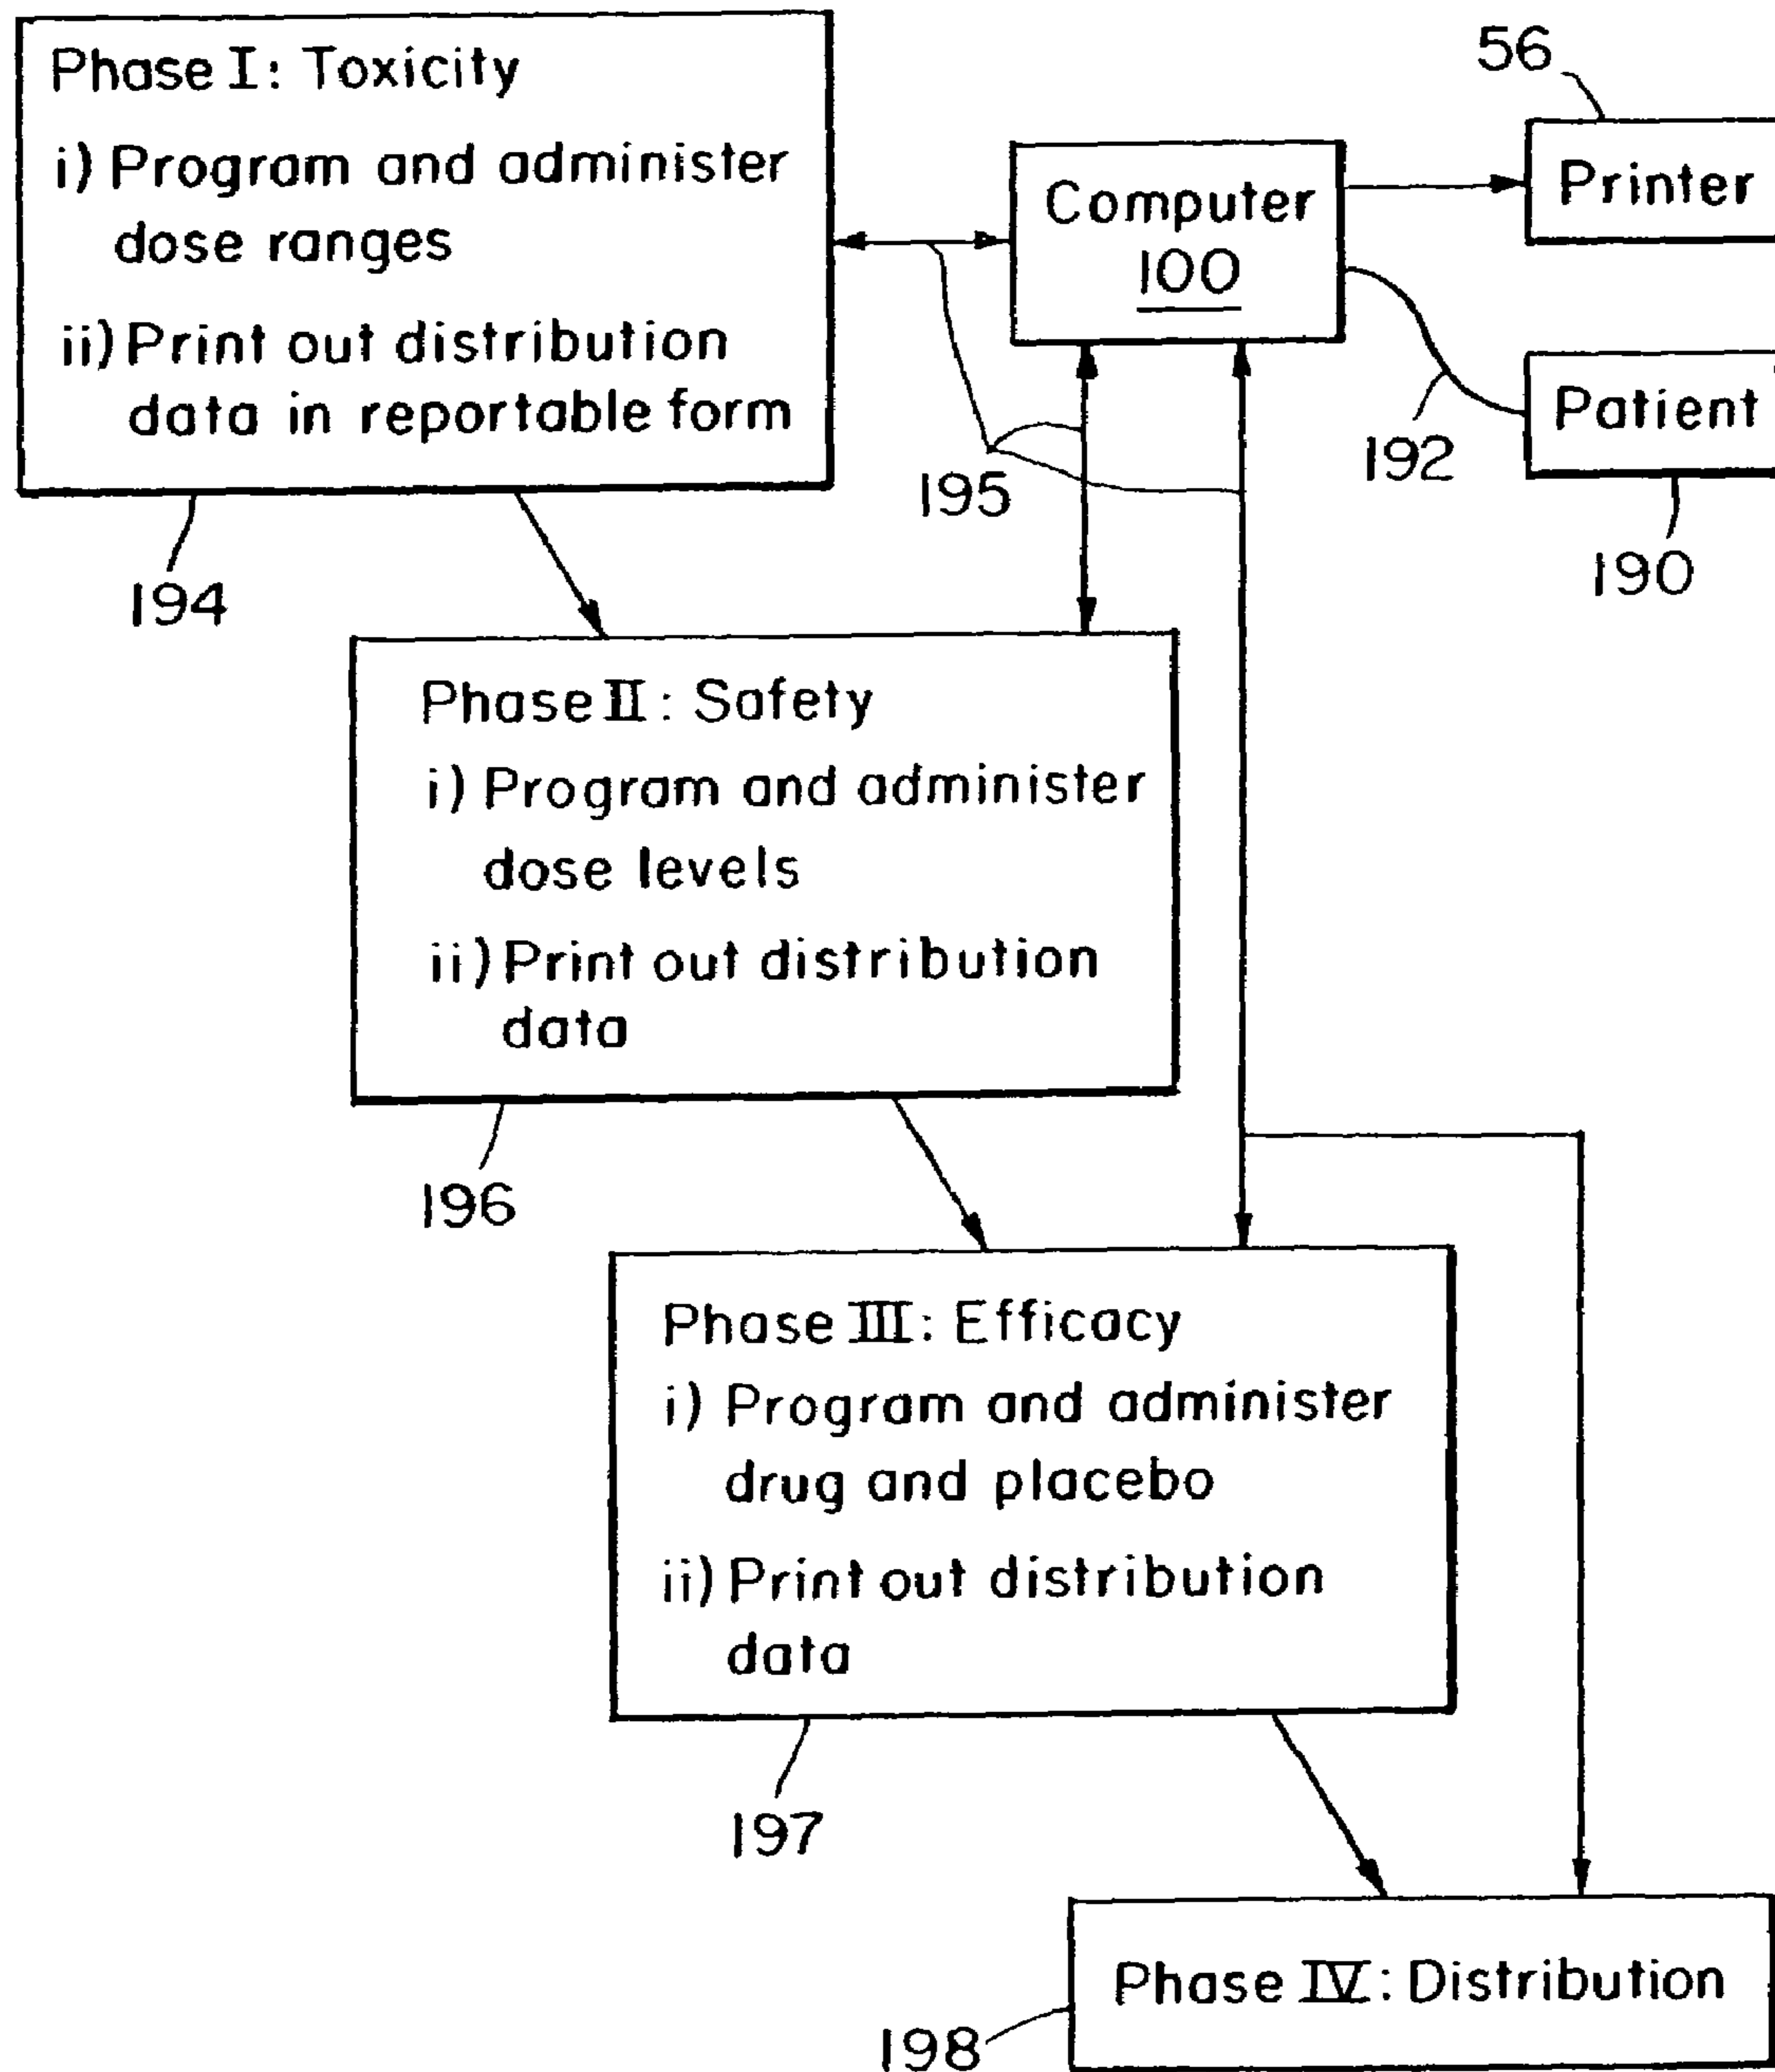 Phase I: Toxicity
i) Program and administer
dose ranges
ii) Print out distribution
data in reportable form
194
Computer
100
56
Printer
Patient
192
190
195
Phase II: Safety
i) Program and administer
dose levels
ii) Print out distribution
data
196
Phase III: Efficacy
i) Program and administer
drug and placebo
ii) Print out distribution
data
197
Phase IV: Distribution
198